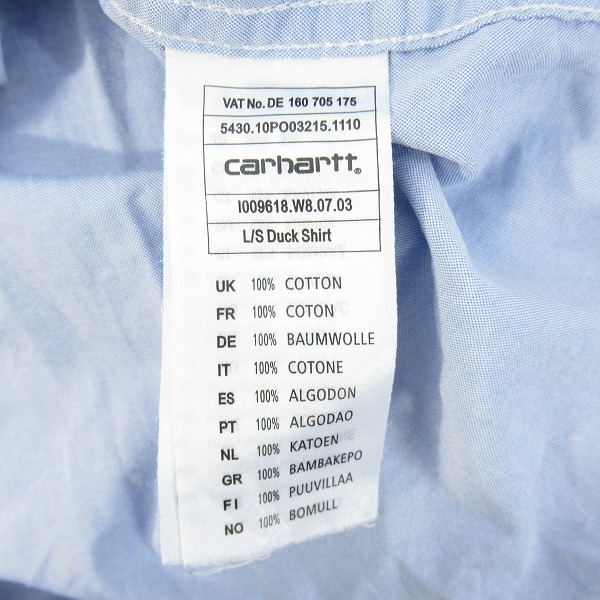 VAT No. DE 160 705 175
5430.10PO03215.1110
carhartt®
I009618.W8.07.03
L/S Duck Shirt
UK 100% COTTON
FR 100% COTON
DE 100% BAUMWOLLE
IT 100% COTONE
ES 100% ALGODON
PT 100% ALGODAO
NL 100% KATOEN
GR 100% BAMBAKEPO
FI 100% PUUVILLAA
NO 100% BOMULL